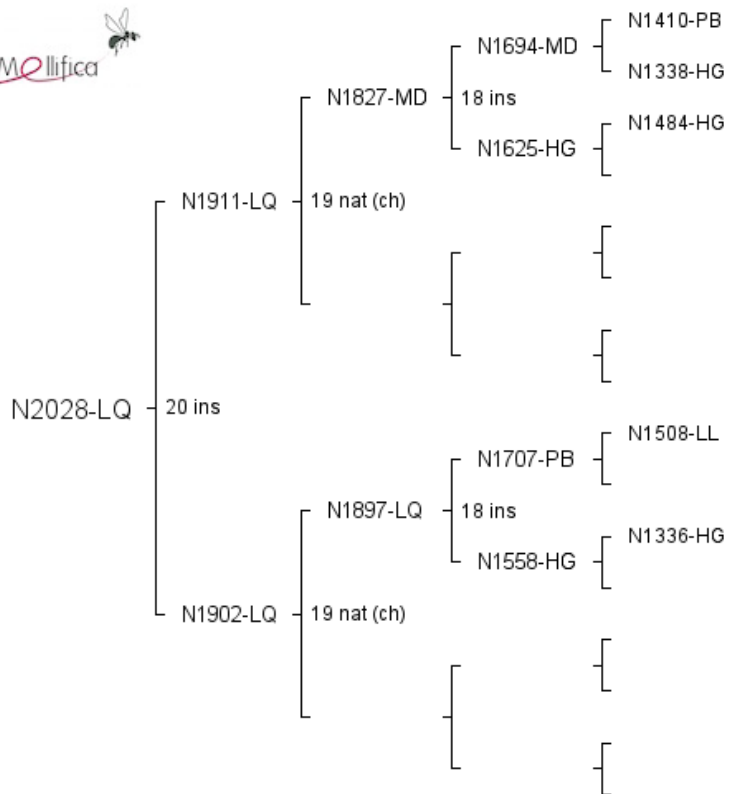 Mellifica
N1410-PB
N1694-MD
N1338-HG
N1827-MD
18 ins
N1484-HG
N1625-HG
N1911-LQ
19 nat (ch)
N2028-LQ
20 ins
N1508-LL
N1707-PB
N1897-LQ
18 ins
N1336-HG
N1558-HG
N1902-LQ
19 nat (ch)